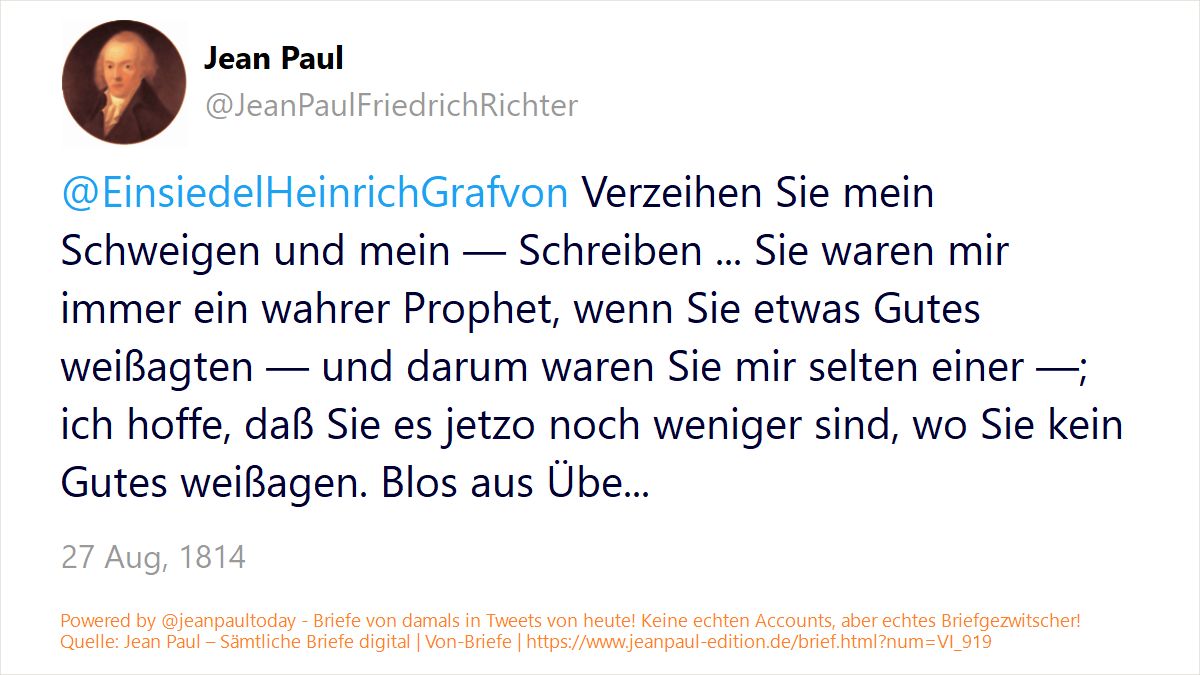 Jean Paul
@JeanPaulFriedrichRichter
@EinsiedelHeinrichGrafvon Verzeihen Sie mein
Schweigen und mein — Schreiben ... Sie waren mir
immer ein wahrer Prophet, wenn Sie etwas Gutes
weißagten — und darum waren Sie mir selten einer —;
ich hoffe, daß Sie es jetzo noch weniger sind, wo Sie kein
Gutes weißagen. Blos aus Übe...
27 Aug, 1814
Powered by @jeanpaultoday - Briefe von damals in Tweets von heute! Keine echten Accounts, aber echtes Briefgezwitscher!
Quelle: Jean Paul – Sämtliche Briefe digital | Von-Briefe | https://www.jeanpaul-edition.de/brief.html?num=VI_919